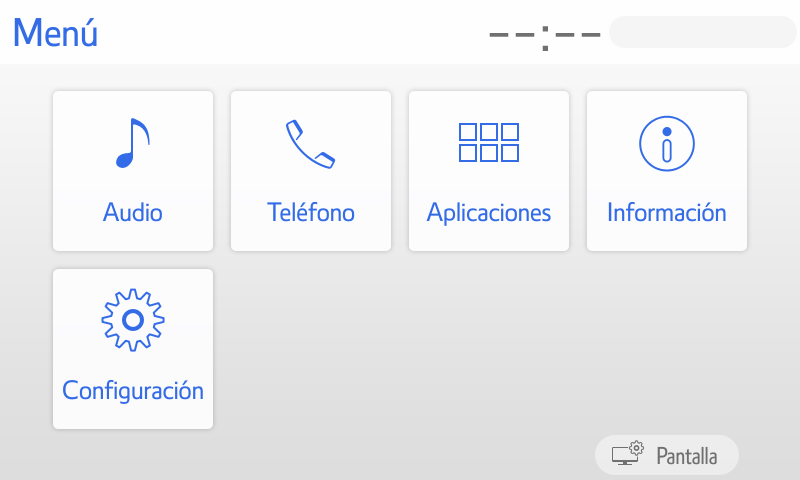 Menú
--:--
Audio
Teléfono
Aplicaciones
Información
Configuración
Pantalla